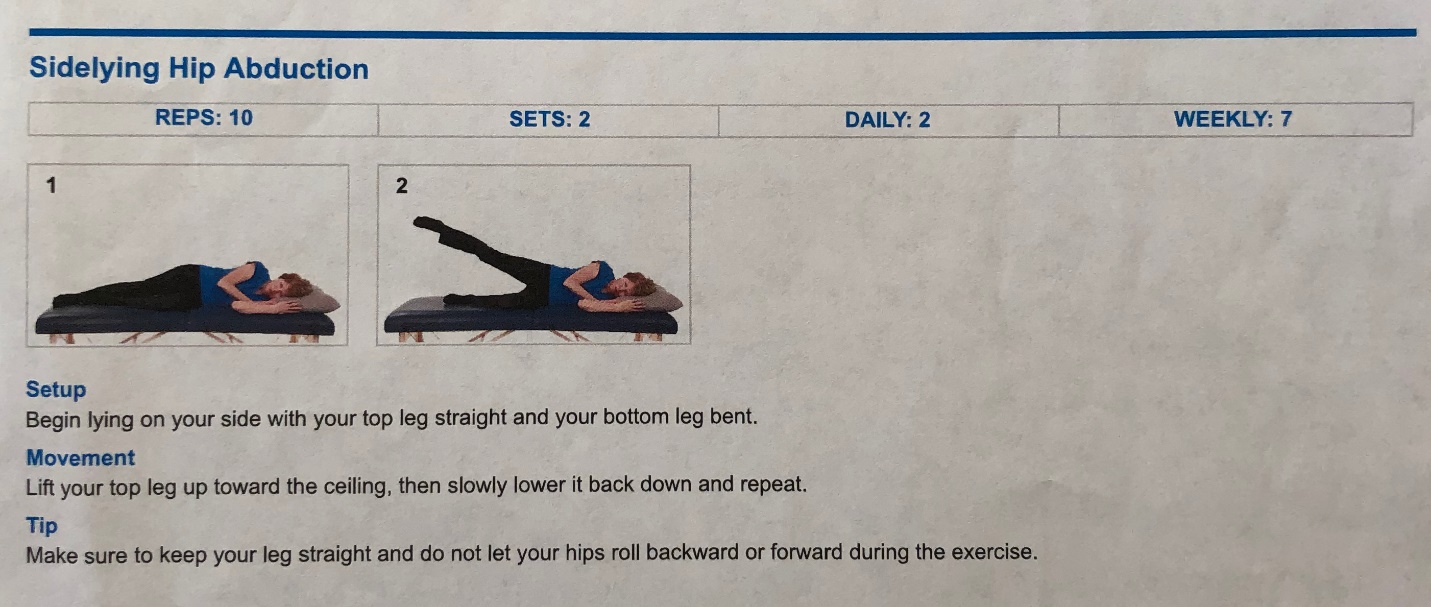 Sidelying Hip Abduction
REPS: 10 SETS: 2 DAILY: 2 WEEKLY: 7
1 2
Setup
Begin lying on your side with your top leg straight and your bottom leg bent.
Movement
Lift your top leg up toward the ceiling, then slowly lower it back down and repeat.
Tip
Make sure to keep your leg straight and do not let your hips roll backward or forward during the exercise.